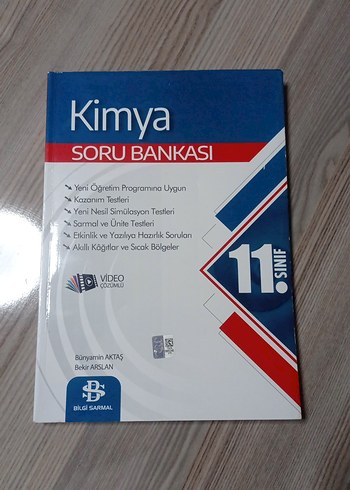 Kimya
SORU BANKASI
Yeni Öğretim Programına Uygun
Kazanım Testleri
Yeni Nesil Simülasyon Testleri
Sarmal ve Ünite Testleri
Etkinlik ve Yazılıya Hazırlık Soruları
Akıllı Kâğıtlar ve Sıcak Bölgeler
11. SINIF
VİDEO
ÇÖZÜMLÜ
Bünyamin AKTAŞ
Bekir ARSLAN
BS
BİLGİ SARMAL